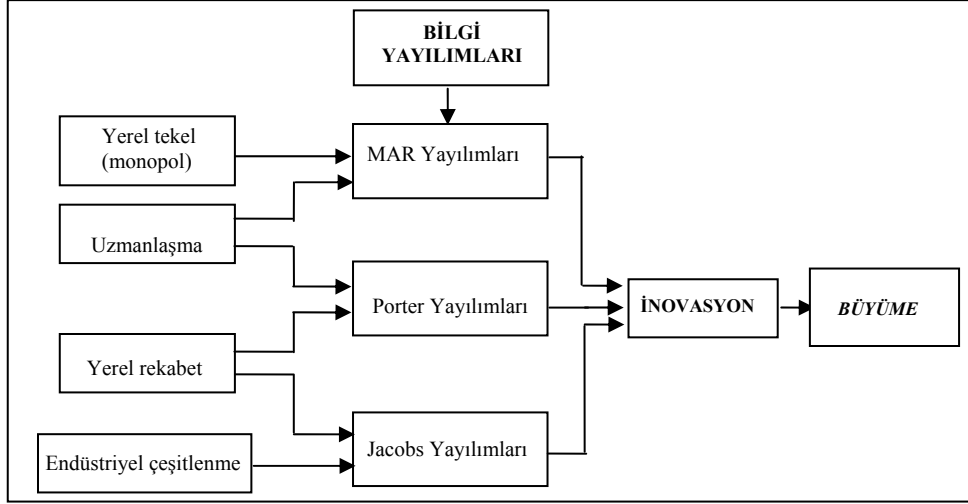 BİLGİ
YAYILIMLARI
Yerel tekel
(monopol)
MAR Yayılımları
Uzmanlaşma
Porter Yayılımları
İNOVASYON
BÜYÜME
Yerel rekabet
Jacobs Yayılımları
Endüstriyel çeşitlenme